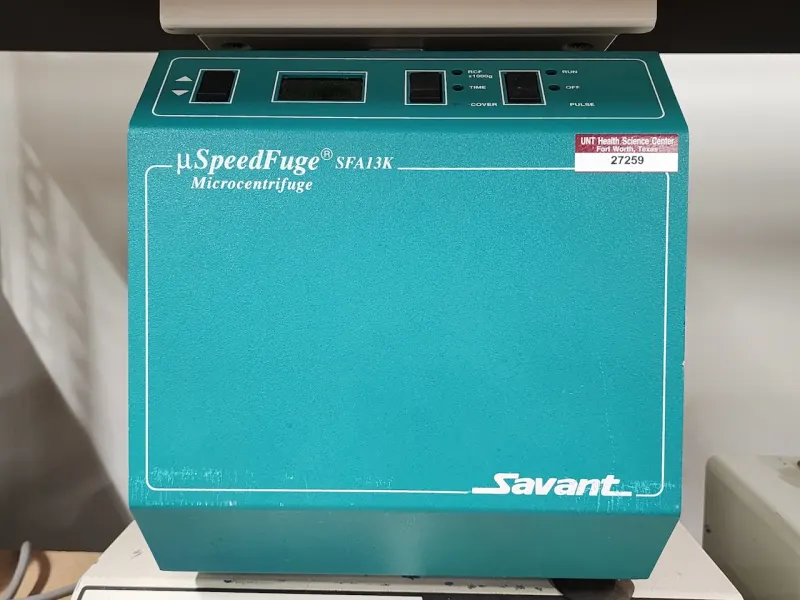 RCF
x1000g
TIME
COVER
RUN
OFF
PULSE
µSpeedFuge® SFA13K
Microcentrifuge
UNT Health Science Center
Fort Worth, Texas
27259
Savant